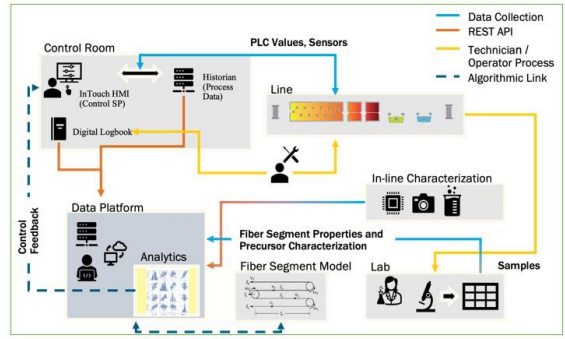 Data Collection
REST API
Technician /
Operator Process
Algorithmic Link
PLC Values, Sensors
Control Room
InTouch HMI
(Control SP)
Historian
(Process
Data)
Digital Logbook
Line
In-line Characterization
Data Platform
Analytics
Control
Feedback
Fiber Segment Properties and
Precursor Characterization
Fiber Segment Model
Lab
Samples